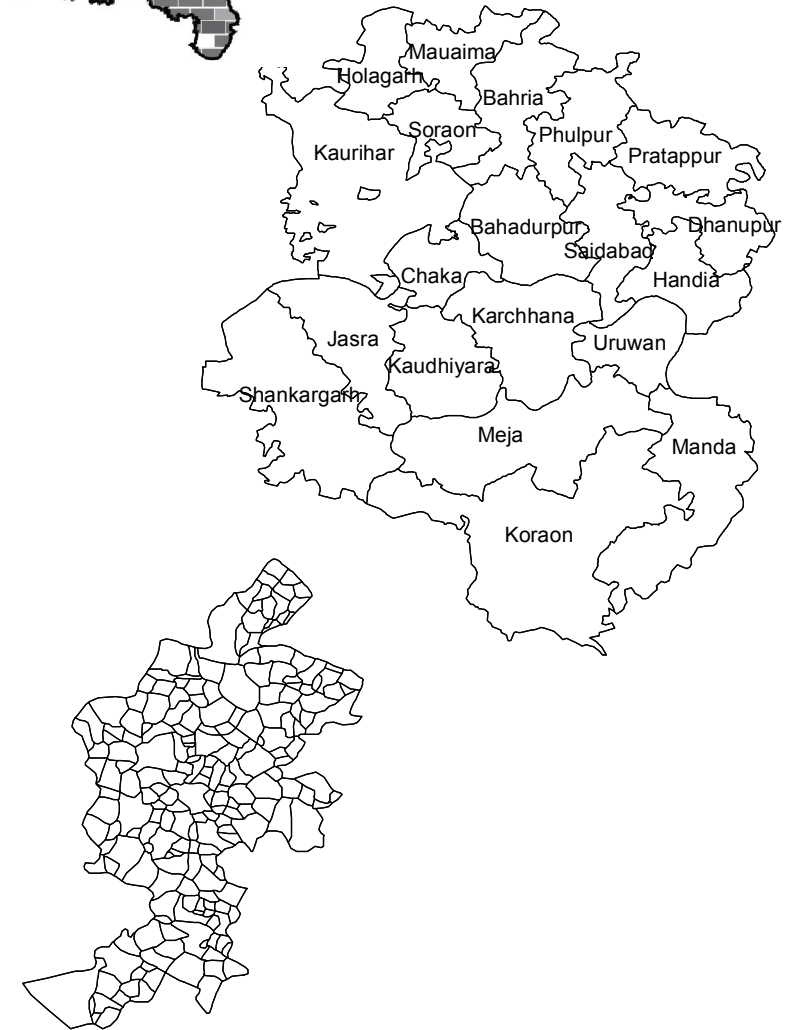 Mauaima
Holagarh
Bahria
Soraon
Phulpur
Kaurihar
Pratappur
Bahadurpur
Dhanupur
Saidabad
Chaka
Handia
Karchhana
Jasra
Uruwan
Kaudhiyara
Shankargarh
Meja
Manda
Koraon